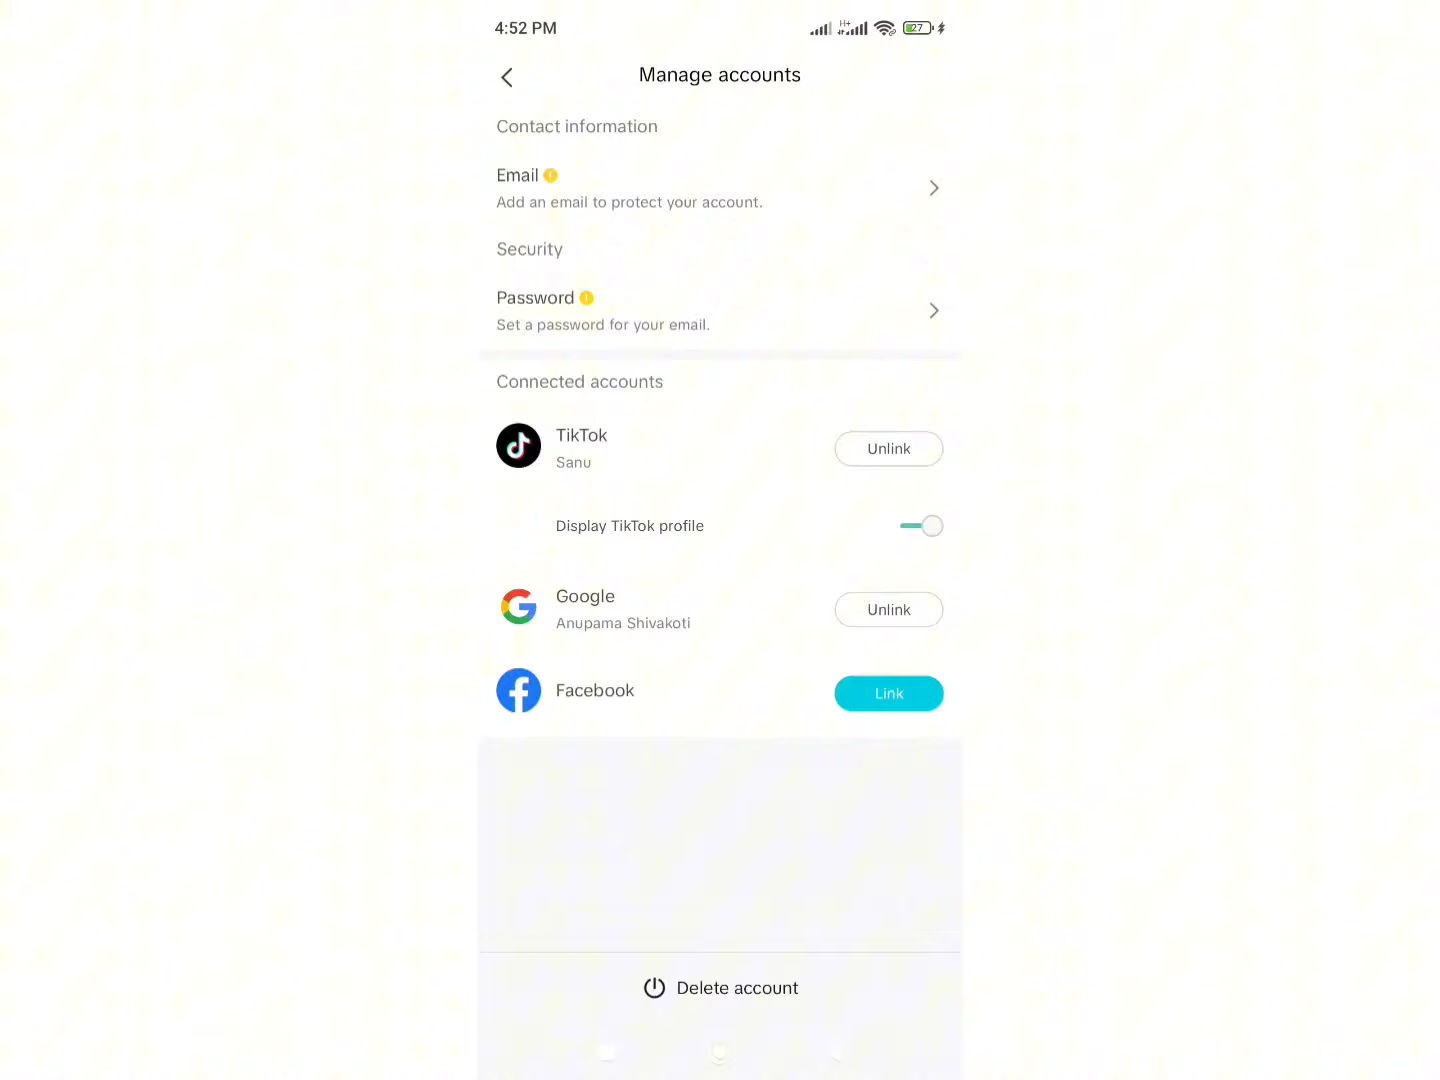 4:52 PM
H+
27
Manage accounts
Contact information
Email
Add an email to protect your account.
Security
Password
Set a password for your email.
Connected accounts
TikTok
Sanu
Unlink
Display TikTok profile
Google
Anupama Shivakoti
Unlink
Facebook
Link
Delete account